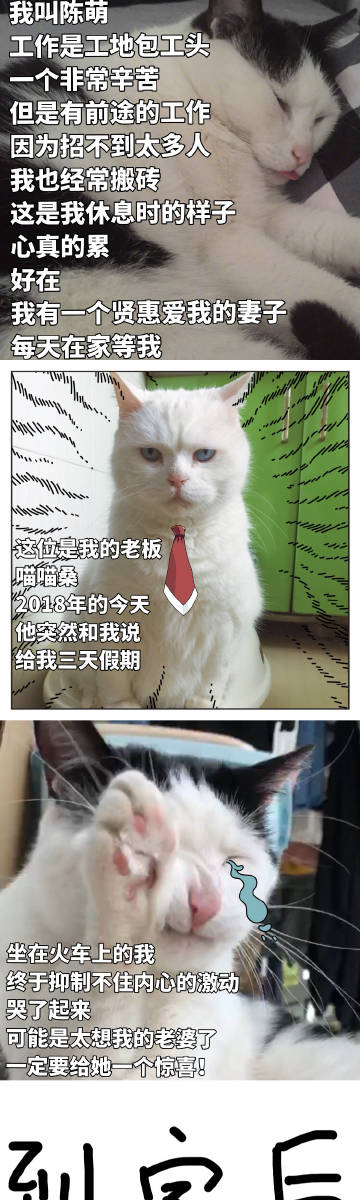 我叫陈萌
工作是工地包工头
一个非常辛苦
但是有前途的工作
因为招不到太多人
我也经常搬砖
这是我休息时的样子
心真的累
好在
我有一个贤惠爱我的妻子
每天在家等我
这位是我的老板
喵喵桑
2018年的今天
他突然和我说
给我三天假期
坐在火车上的我
终于抑制不住内心的激动
哭了起来
可能是太想我的老婆了
一定要给她一个惊喜！
到家后